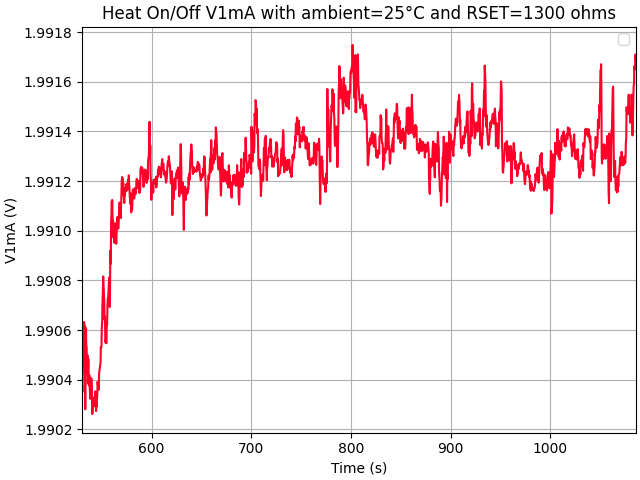 Heat On/Off V1mA with ambient=25°C and RSET=1300 ohms
1.9918
1.9916
1.9914
1.9912
1.9910
1.9908
1.9906
1.9904
1.9902
V1mA (V)
600 700 800 900 1000
Time (s)